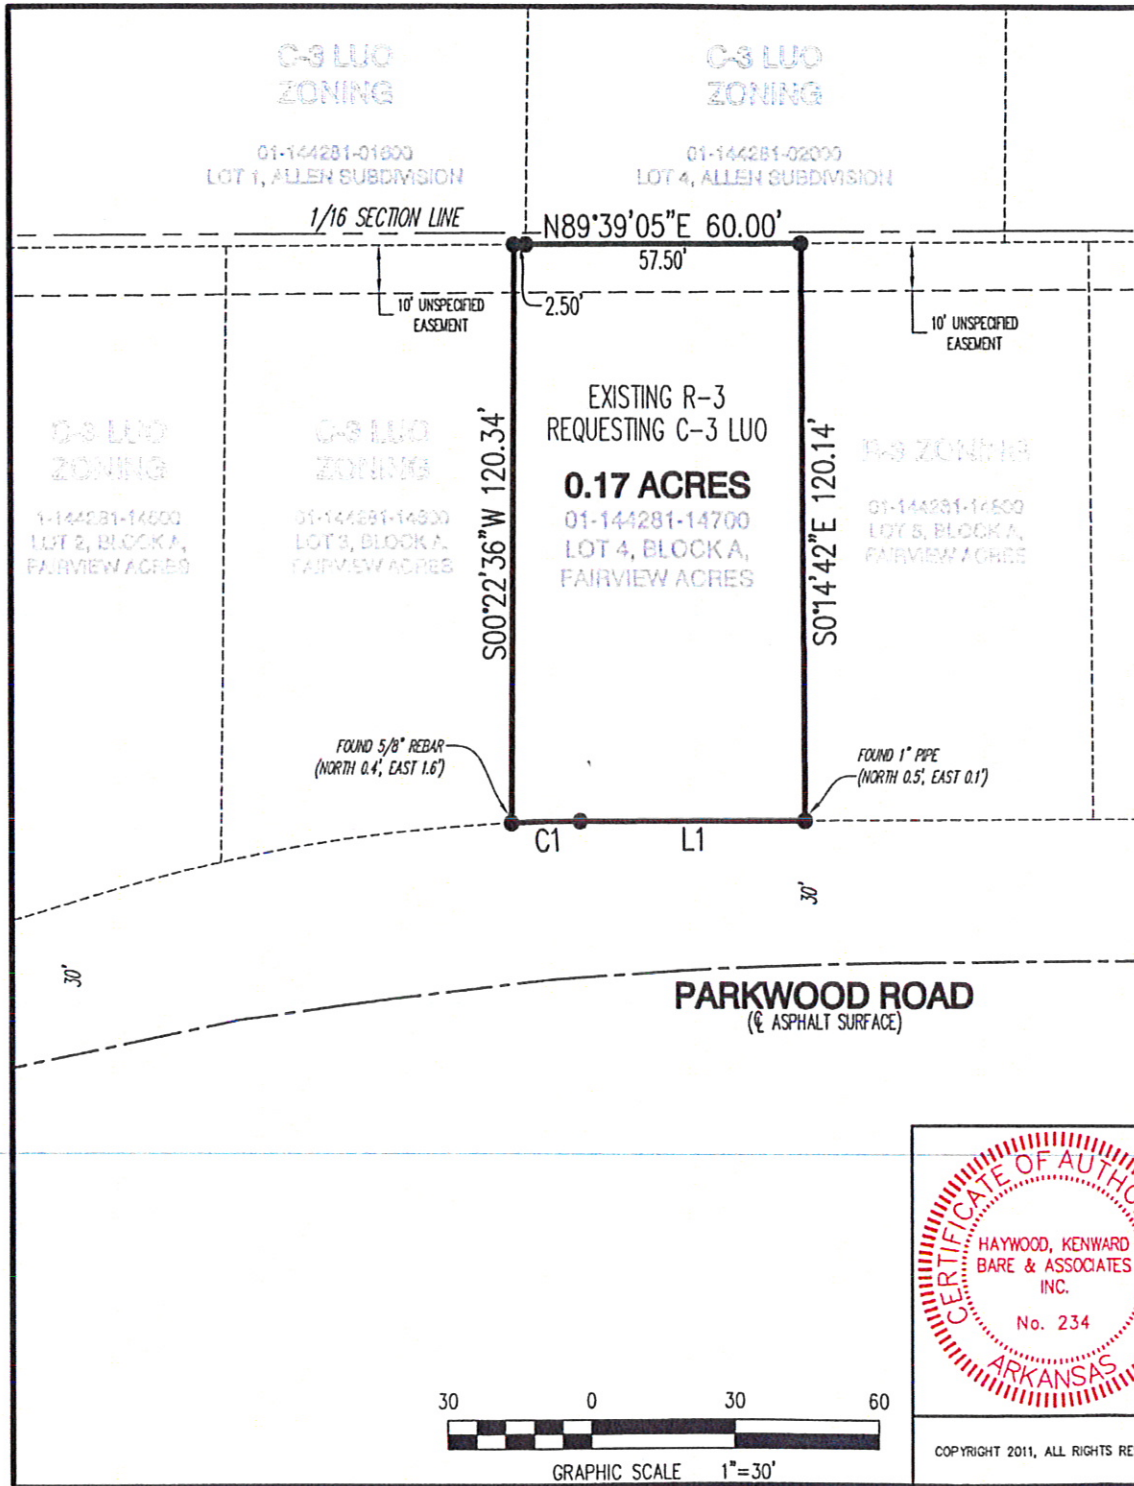 C-3 LUO
ZONING
01-144281-01600
LOT 1, ALLEN SUBDIVISION
C-3 LUO
ZONING
01-144281-02000
LOT 4, ALLEN SUBDIVISION
1/16 SECTION LINE
N89°39'05"E 60.00'
57.50'
2.50'
10' UNSPECIFIED
EASEMENT
10' UNSPECIFIED
EASEMENT
EXISTING R-3
REQUESTING C-3 LUO
0.17 ACRES
01-144281-14700
LOT 4, BLOCK A,
FAIRVIEW ACRES
S00°22'36"W 120.34'
S0°14'42"E 120.14'
C-3 LUO
ZONING
LOT 2, BLOCK A,
FAIRVIEW ACRES
C-3 LUO
ZONING
LOT 3, BLOCK A,
FAIRVIEW ACRES
R-3 ZONING
LOT 5, BLOCK A,
FAIRVIEW ACRES
FOUND 5/8" REBAR
(NORTH 0.4', EAST 1.6')
FOUND 1" PIPE
(NORTH 0.5', EAST 0.1')
C1
L1
30'
30'
PARKWOOD ROAD
(℄ ASPHALT SURFACE)
CERTIFICATE OF AUTHO
HAYWOOD, KENWARD
BARE & ASSOCIATES
INC.
No. 234
ARKANSAS
30 0 30 60
GRAPHIC SCALE 1"=30'
COPYRIGHT 2011, ALL RIGHTS RE